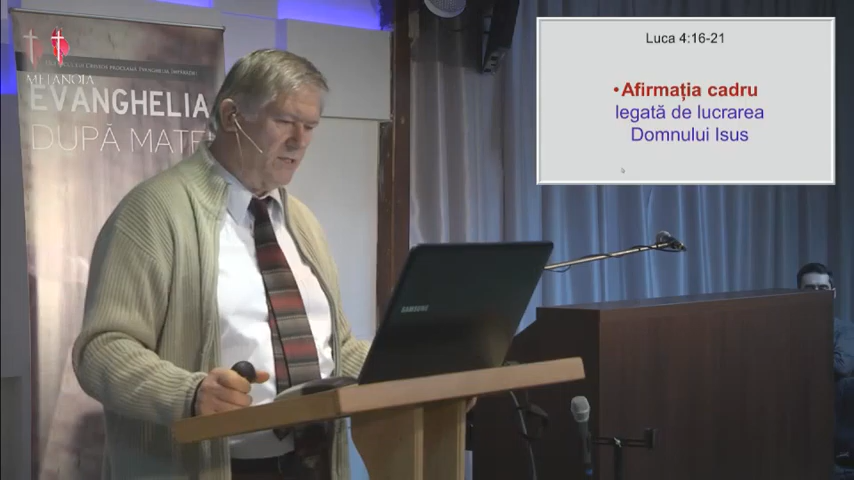 METANOIA
EVANGHELIA
DUPĂ MATE
SAMSUNG
Luca 4:16-21
•Afirmația cadru
legată de lucrarea
Domnului Isus